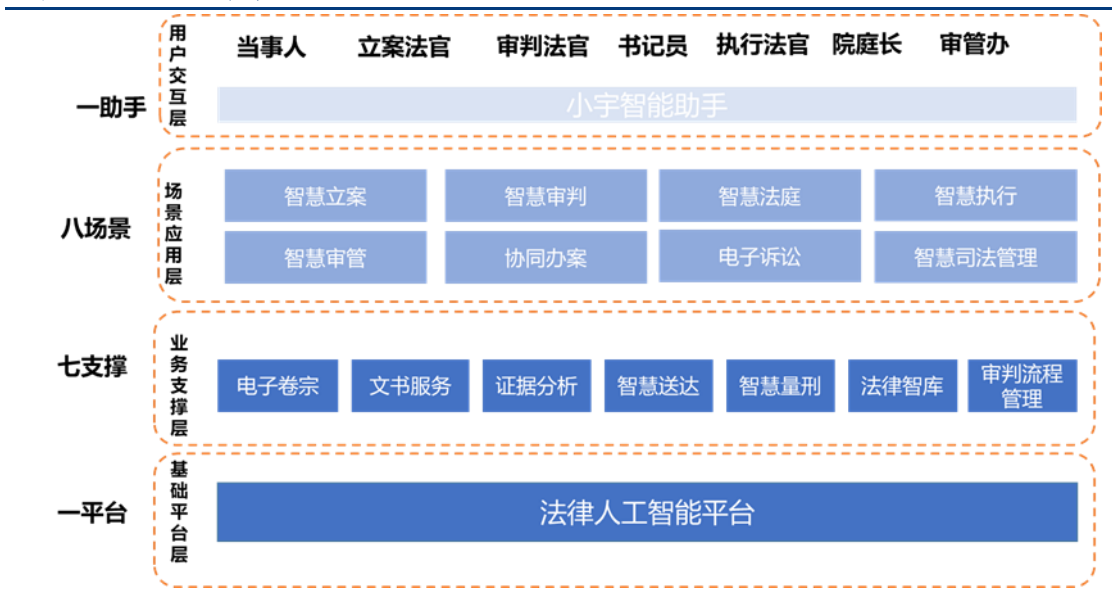 一助手
用户交互层
当事人 立案法官 审判法官 书记员 执行法官 院庭长 审管办
小宇智能助手
八场景
场景应用层
智慧立案 智慧审判 智慧法庭 智慧执行
智慧审管 协同办案 电子诉讼 智慧司法管理
七支撑
业务支撑层
电子卷宗 文书服务 证据分析 智慧送达 智慧量刑 法律智库 审判流程
管理
一平台
基础平台层
法律人工智能平台